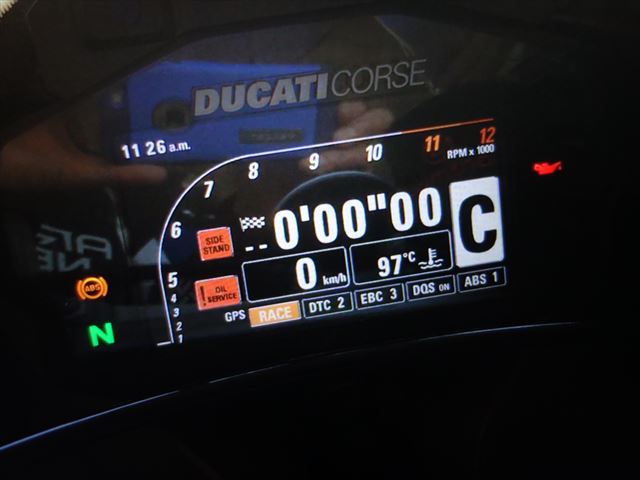 DUCATICORSE
11 26 a.m.
1 2 3 4 5 6 7 8 9 10 11 12
RPM x 1000
SIDE STAND
-- 0'00"00
C
! OIL SERVICE
0 km/h
97°C
GPS RACE DTC 2 EBC 3 DQS ON ABS 1
ABS
N